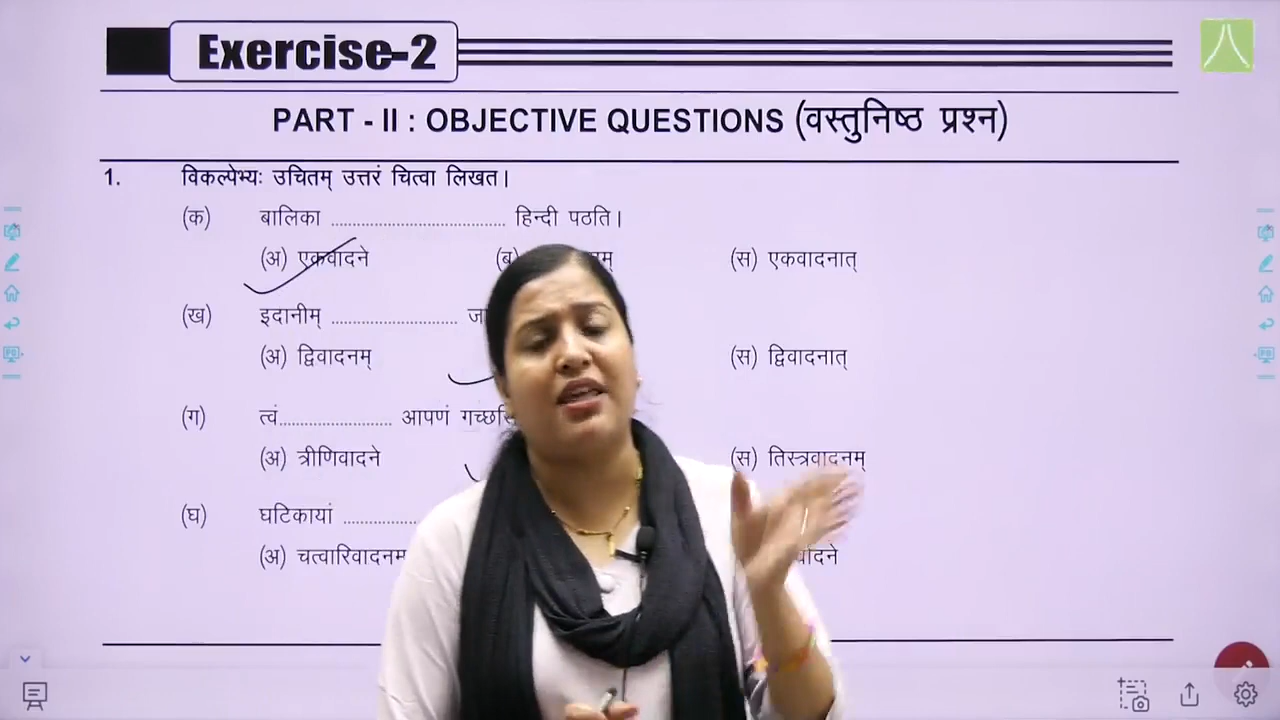 Exercise-2
PART - II : OBJECTIVE QUESTIONS (वस्तुनिष्ठ प्रश्न)
1. विकल्पेभ्यः उचितम् उत्तरं चित्वा लिखत।
(क) बालिका ................................... हिन्दी पठति।
(अ) एकवादने (ब) (स) एकवादनात्
(ख) इदानीम् .........................
(अ) द्विवादनम् (स) द्विवादनात्
(ग) त्वं....................... आपणं
(अ) त्रीणिवादने (स) तिस्त्रवादनम्
(घ) घटिकायां ...............
(अ) चत्वारिवादनम्